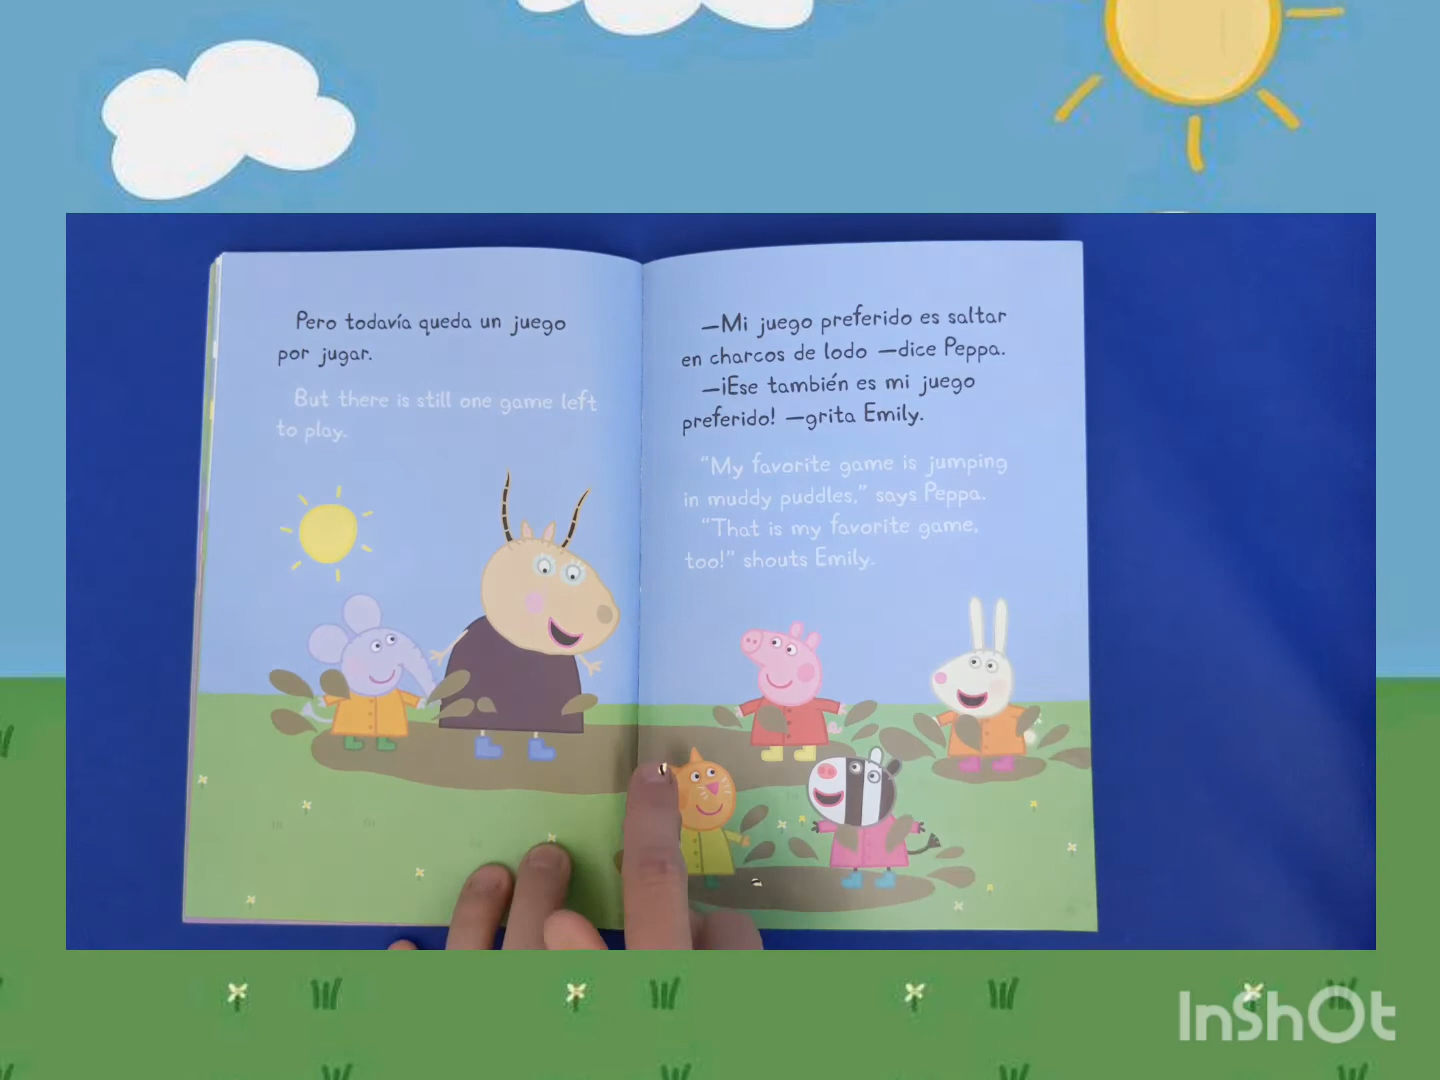 Pero todavía queda un juego
por jugar.
But there is still one game left
to play.
—Mi juego preferido es saltar
en charcos de lodo —dice Peppa.
—¡Ese también es mi juego
preferido! —grita Emily.
“My favorite game is jumping
in muddy puddles,” says Peppa.
“That is my favorite game,
too!” shouts Emily.
InShOt